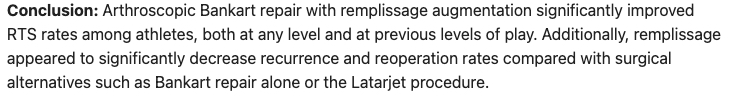 Conclusion: Arthroscopic Bankart repair with remplissage augmentation significantly improved
RTS rates among athletes, both at any level and at previous levels of play. Additionally, remplissage
appeared to significantly decrease recurrence and reoperation rates compared with surgical
alternatives such as Bankart repair alone or the Latarjet procedure.